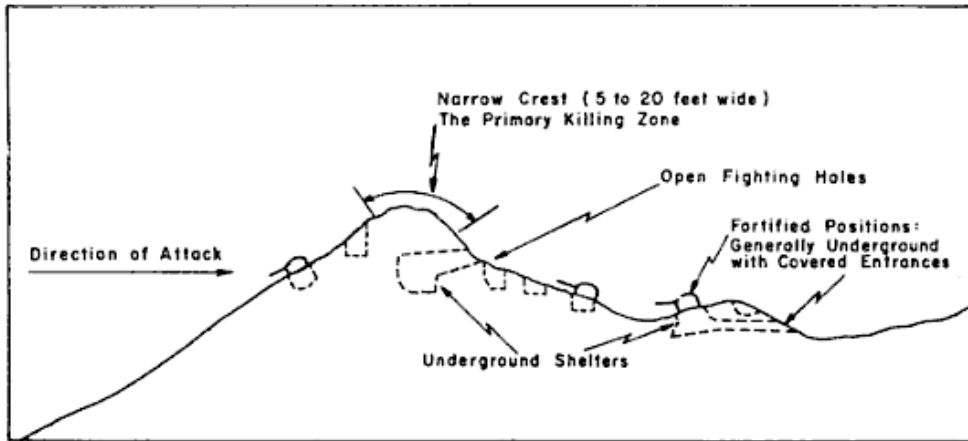 Narrow Crest (5 to 20 feet wide)
The Primary Killing Zone
Open Fighting Holes
Fortified Positions:
Generally Underground
with Covered Entrances
Direction of Attack
Underground Shelters